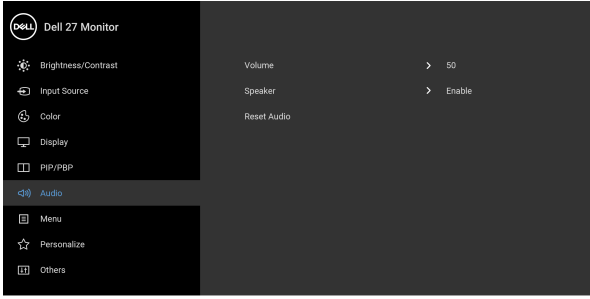 DELL Dell 27 Monitor
Brightness/Contrast
Input Source
Color
Display
PIP/PBP
Audio
Menu
Personalize
Others
Volume 50
Speaker Enable
Reset Audio